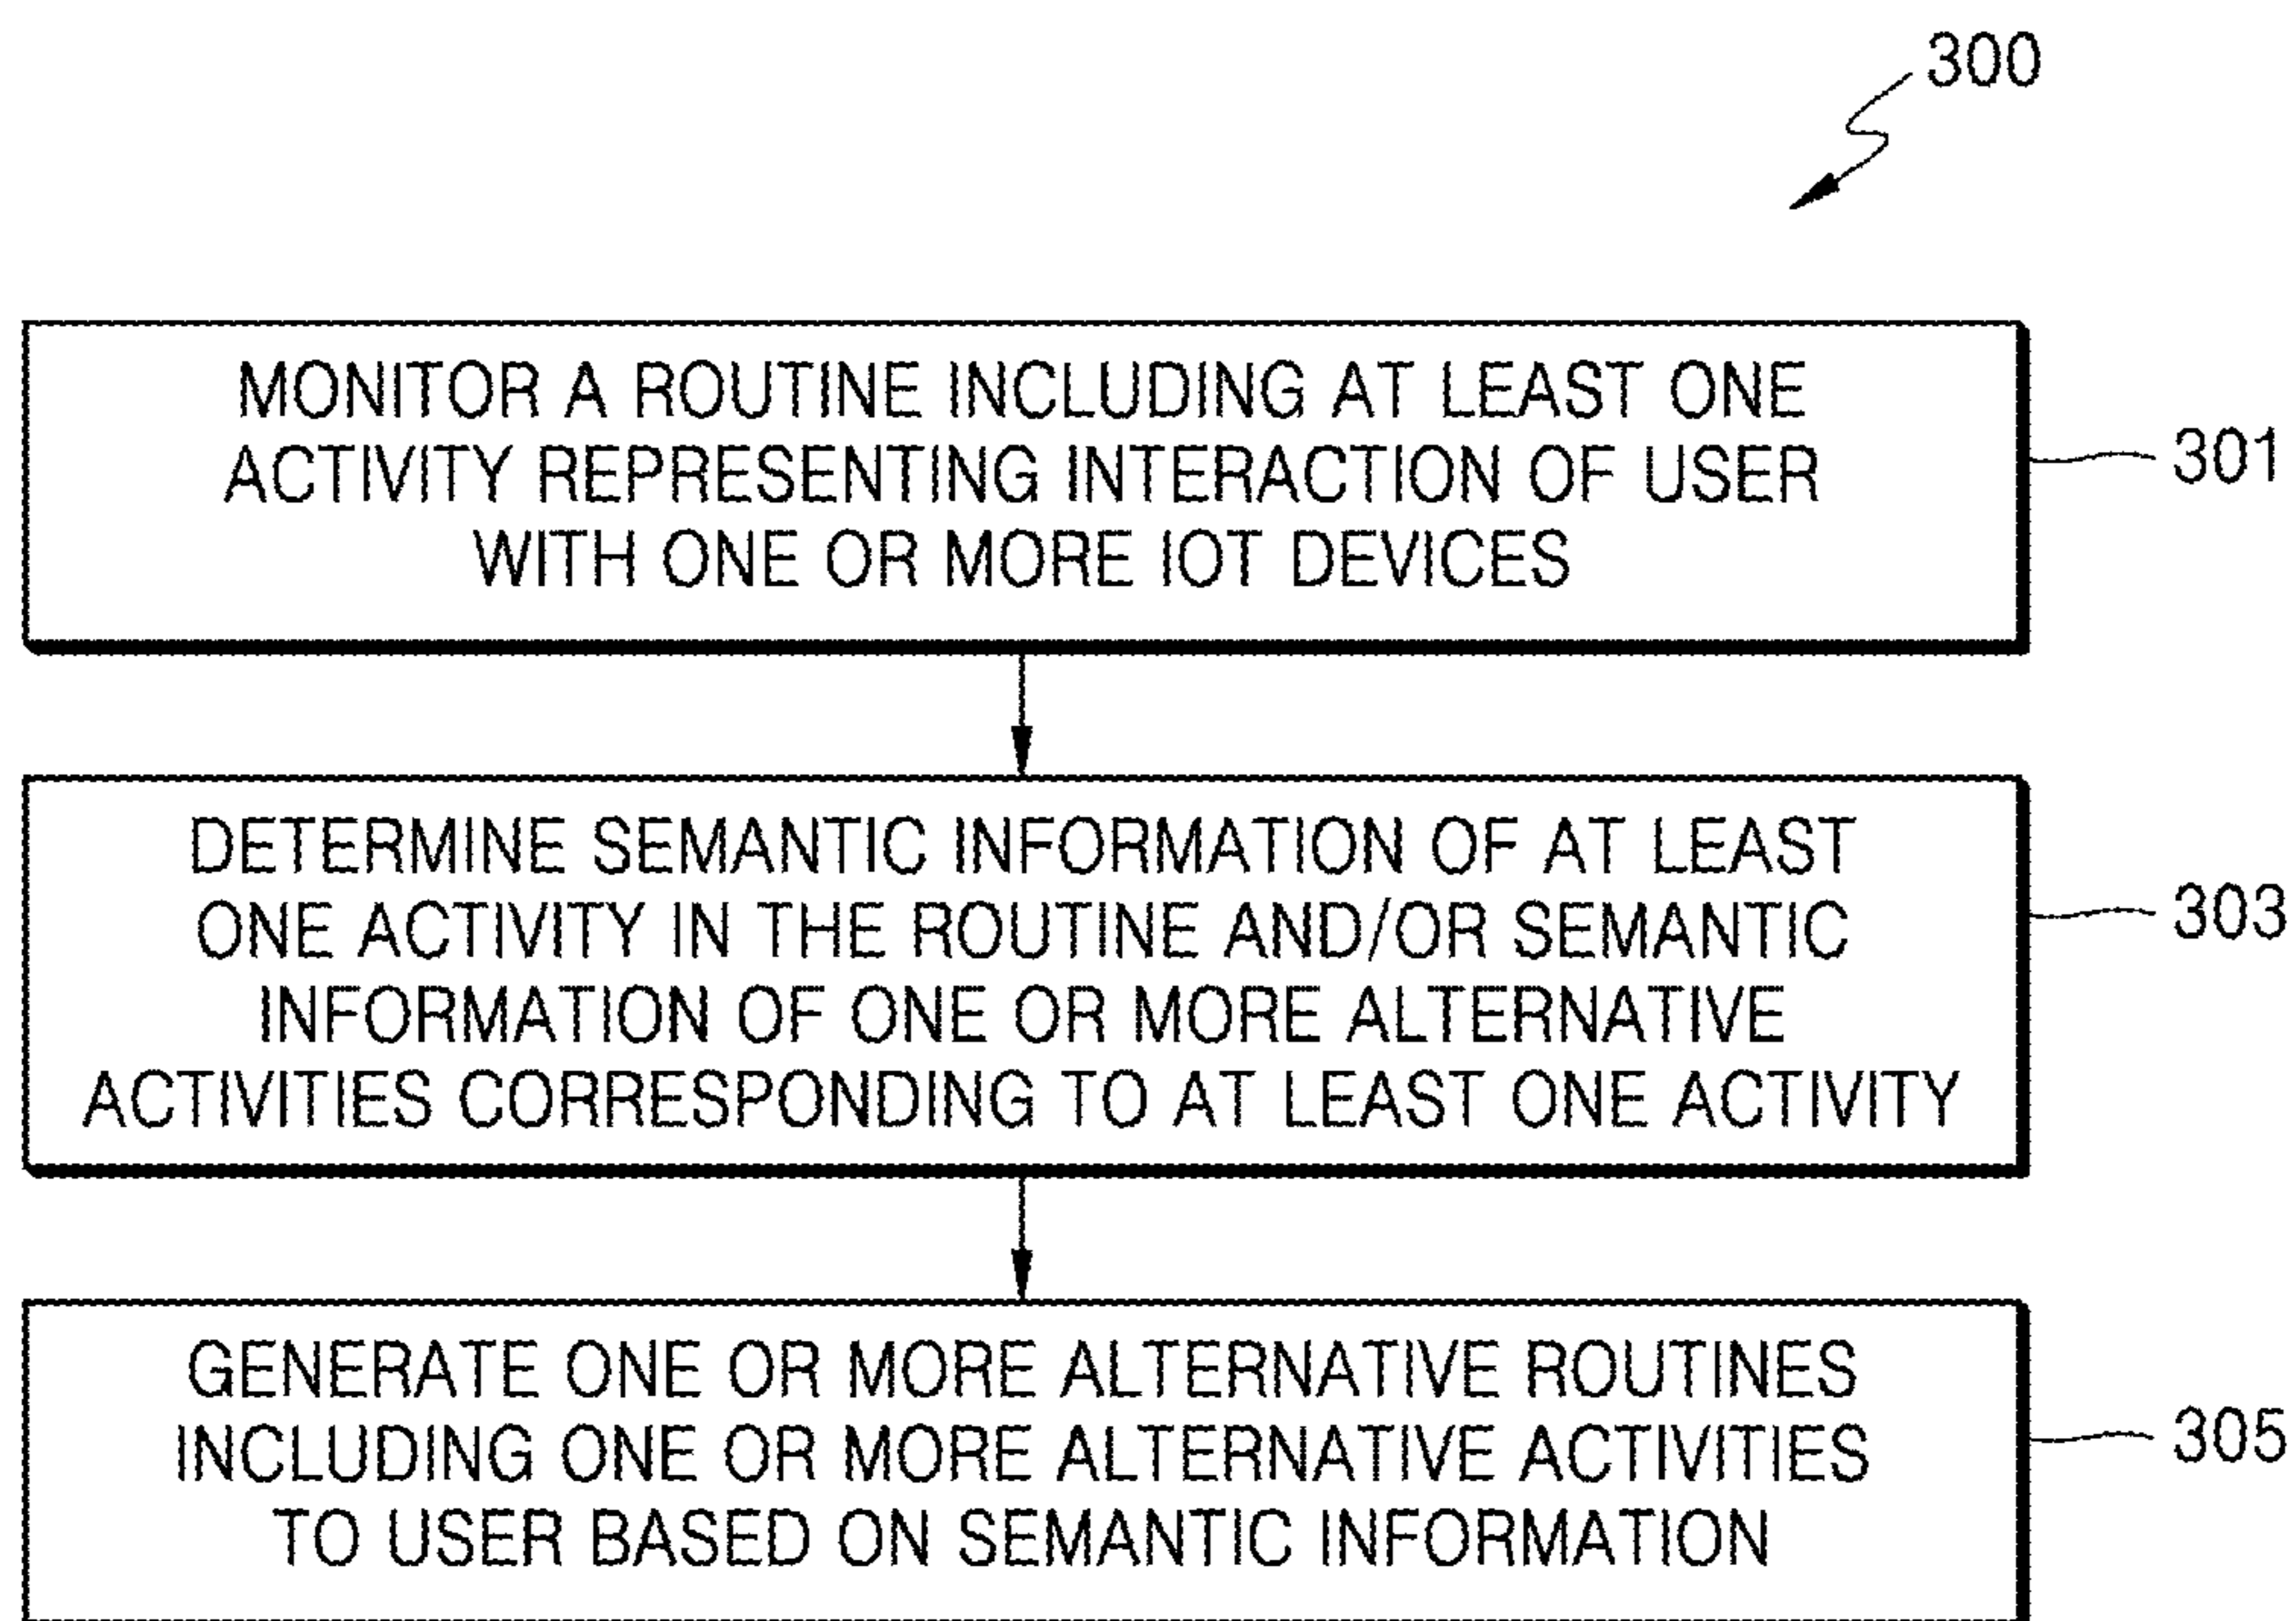 300
MONITOR A ROUTINE INCLUDING AT LEAST ONE
ACTIVITY REPRESENTING INTERACTION OF USER
WITH ONE OR MORE IOT DEVICES
301
DETERMINE SEMANTIC INFORMATION OF AT LEAST
ONE ACTIVITY IN THE ROUTINE AND/OR SEMANTIC
INFORMATION OF ONE OR MORE ALTERNATIVE
ACTIVITIES CORRESPONDING TO AT LEAST ONE ACTIVITY
303
GENERATE ONE OR MORE ALTERNATIVE ROUTINES
INCLUDING ONE OR MORE ALTERNATIVE ACTIVITIES
TO USER BASED ON SEMANTIC INFORMATION
305